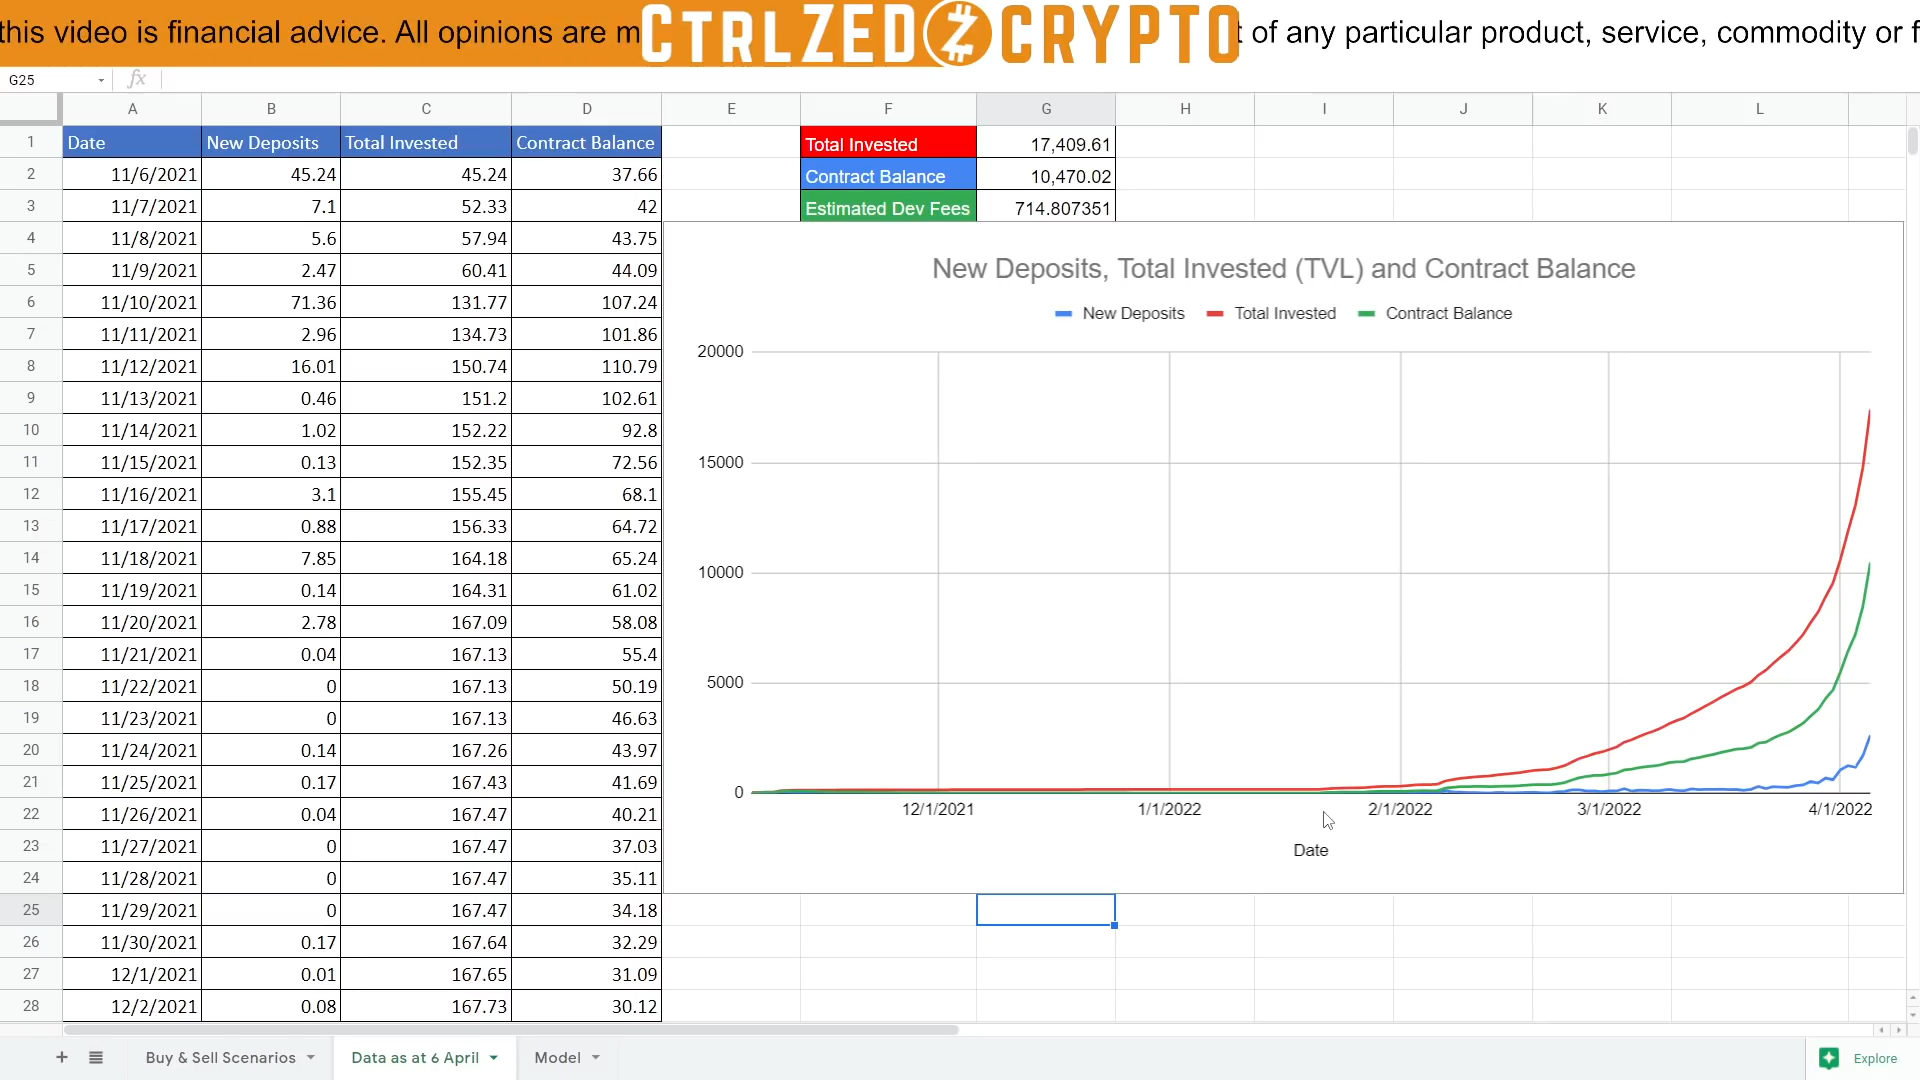 this video is financial advice. All opinions are m CTRLZED CRYPTO t of any particular product, service, commodity or f
G25 fx
A B C D E F G H I J K L
1 Date New Deposits Total Invested Contract Balance Total Invested 17,409.61
2 11/6/2021 45.24 45.24 37.66 Contract Balance 10,470.02
3 11/7/2021 7.1 52.33 42 Estimated Dev Fees 714.807351
4 11/8/2021 5.6 57.94 43.75
5 11/9/2021 2.47 60.41 44.09
6 11/10/2021 71.36 131.77 107.24
7 11/11/2021 2.96 134.73 101.86
8 11/12/2021 16.01 150.74 110.79
9 11/13/2021 0.46 151.2 102.61
10 11/14/2021 1.02 152.22 92.8
11 11/15/2021 0.13 152.35 72.56
12 11/16/2021 3.1 155.45 68.1
13 11/17/2021 0.88 156.33 64.72
14 11/18/2021 7.85 164.18 65.24
15 11/19/2021 0.14 164.31 61.02
16 11/20/2021 2.78 167.09 58.08
17 11/21/2021 0.04 167.13 55.4
18 11/22/2021 0 167.13 50.19
19 11/23/2021 0 167.13 46.63
20 11/24/2021 0.14 167.26 43.97
21 11/25/2021 0.17 167.43 41.69
22 11/26/2021 0.04 167.47 40.21
23 11/27/2021 0 167.47 37.03
24 11/28/2021 0 167.47 35.11
25 11/29/2021 0 167.47 34.18
26 11/30/2021 0.17 167.64 32.29
27 12/1/2021 0.01 167.65 31.09
28 12/2/2021 0.08 167.73 30.12
New Deposits, Total Invested (TVL) and Contract Balance
New Deposits Total Invested Contract Balance
20000
15000
10000
5000
0
12/1/2021 1/1/2022 2/1/2022 3/1/2022 4/1/2022
Date
Buy & Sell Scenarios Data as at 6 April Model Explore